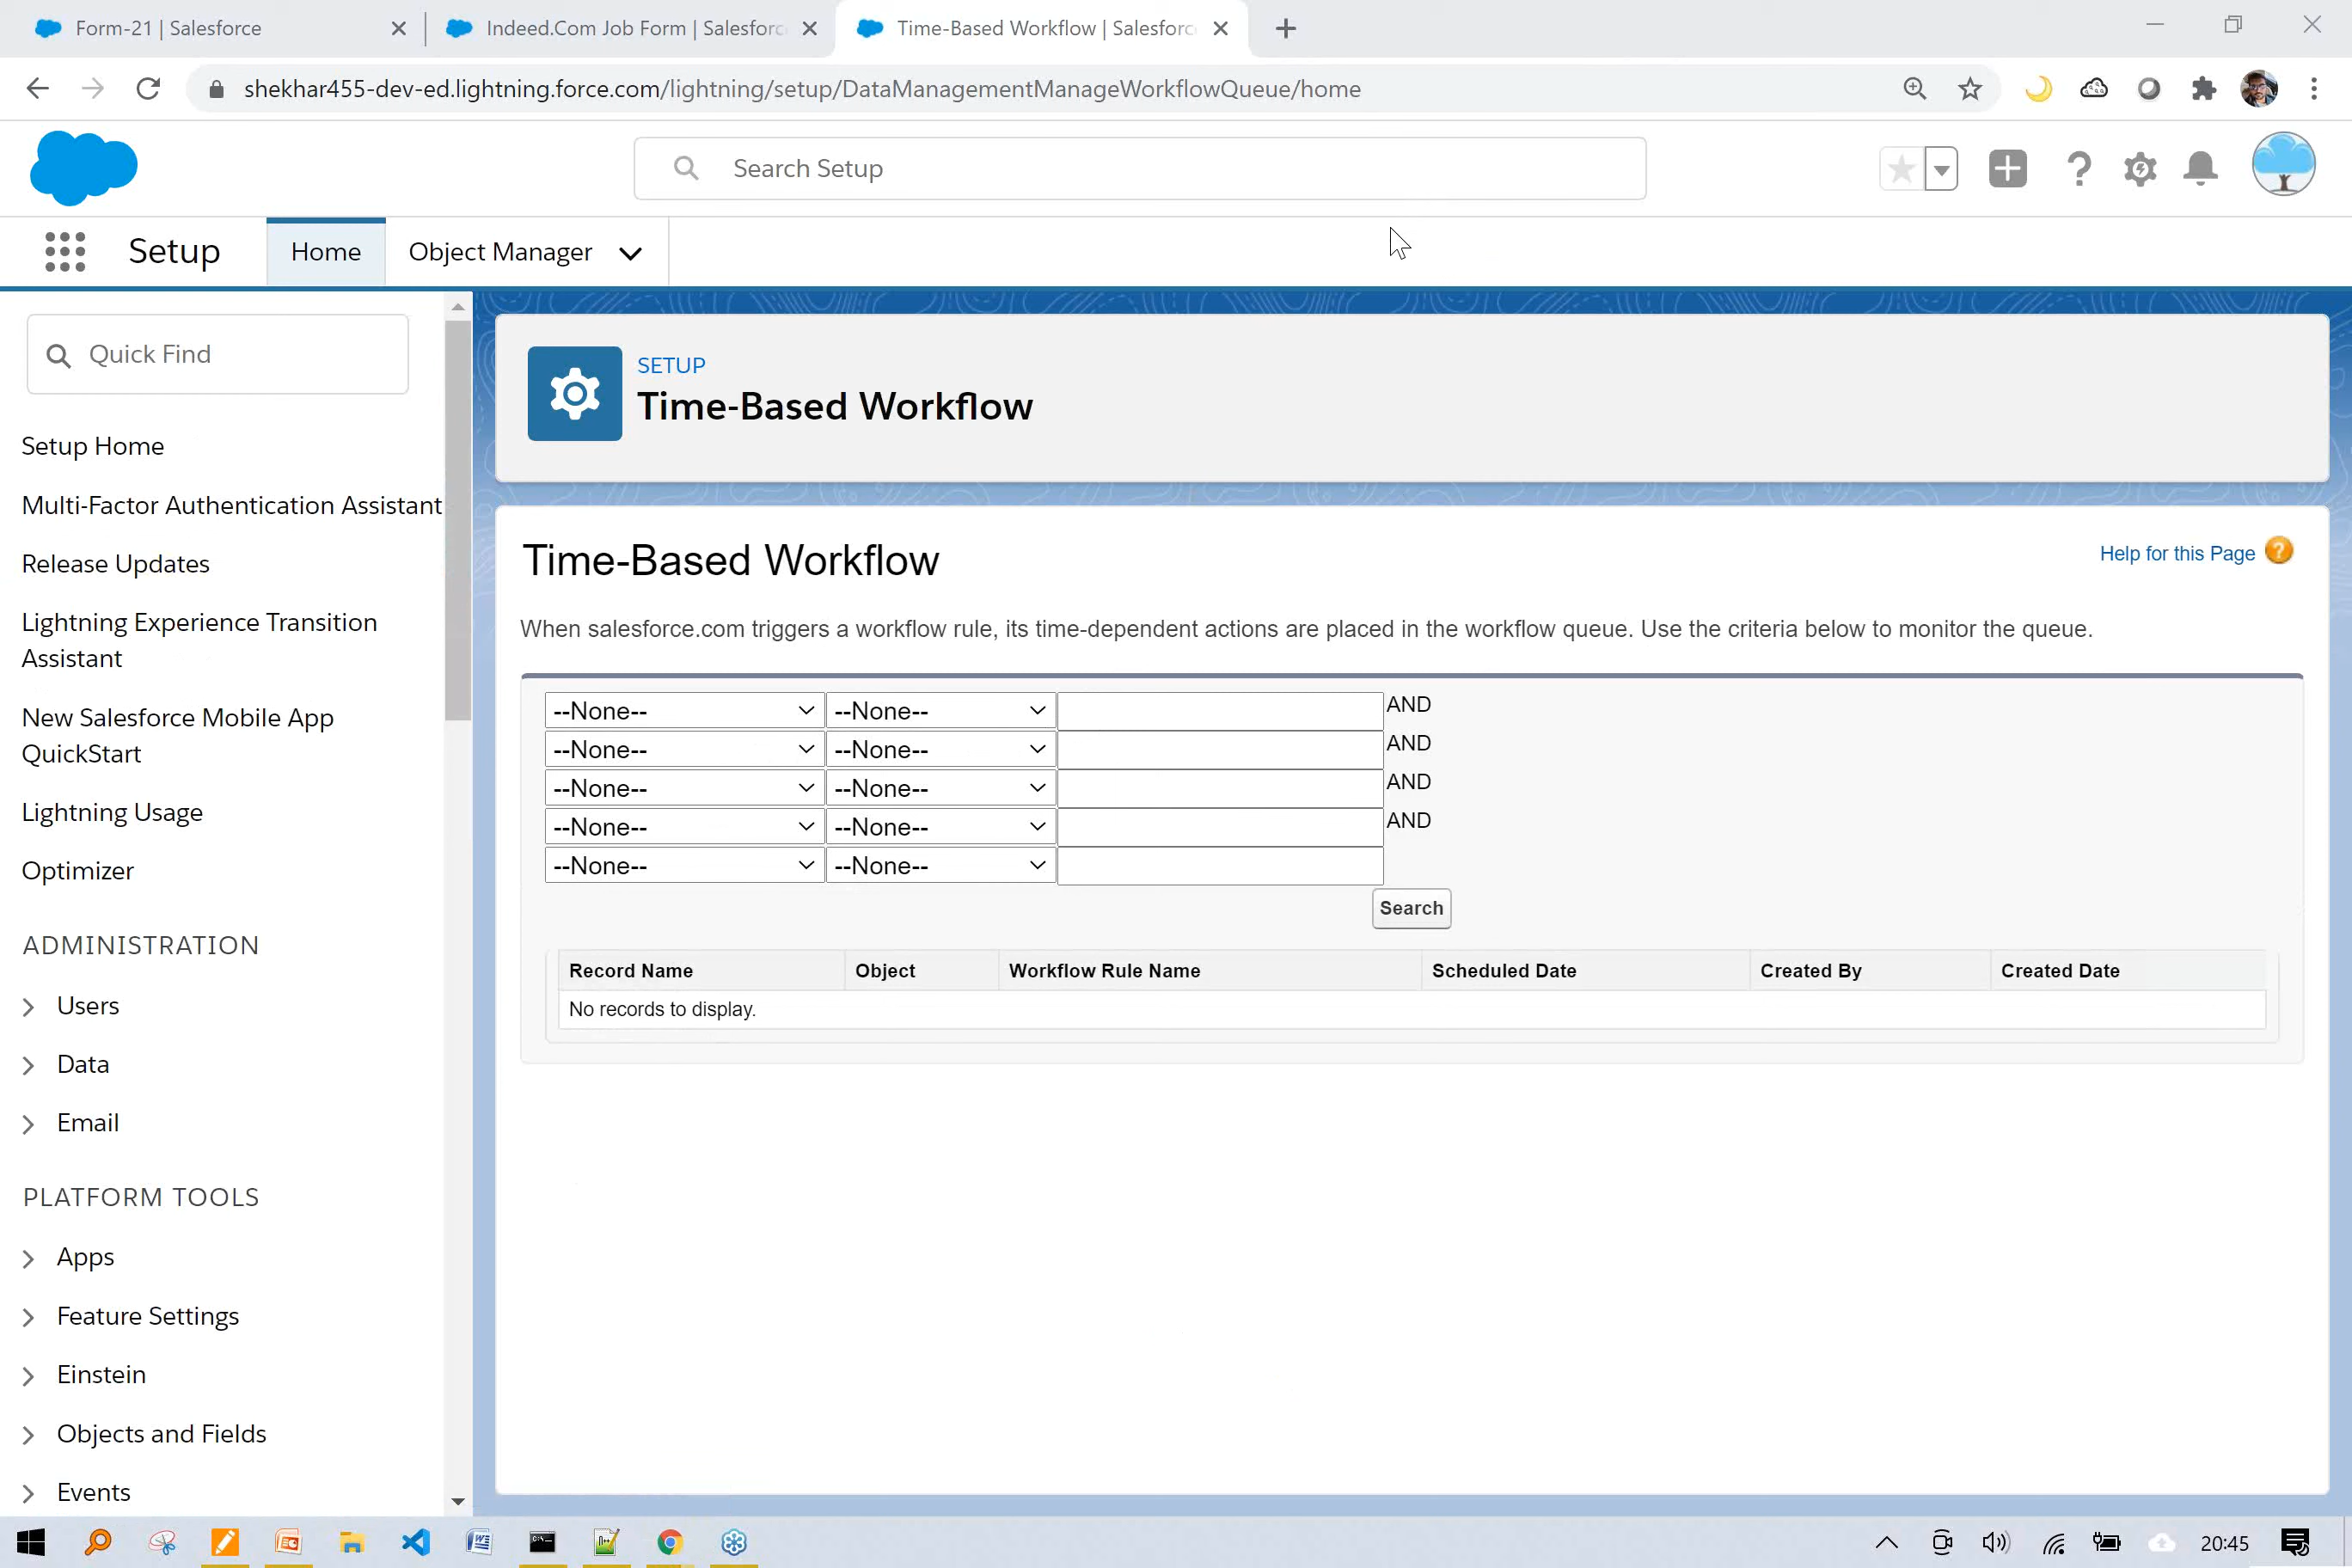 Form-21 | Salesforce
Indeed.Com Job Form | Salesforc
Time-Based Workflow | Salesforc
shekhar455-dev-ed.lightning.force.com/lightning/setup/DataManagementManageWorkflowQueue/home
Search Setup
Setup
Home
Object Manager
Quick Find
Setup Home
Multi-Factor Authentication Assistant
Release Updates
Lightning Experience Transition
Assistant
New Salesforce Mobile App
QuickStart
Lightning Usage
Optimizer
ADMINISTRATION
Users
Data
Email
PLATFORM TOOLS
Apps
Feature Settings
Einstein
Objects and Fields
Events
SETUP
Time-Based Workflow
Time-Based Workflow
Help for this Page
When salesforce.com triggers a workflow rule, its time-dependent actions are placed in the workflow queue. Use the criteria below to monitor the queue.
--None-- --None-- AND
--None-- --None-- AND
--None-- --None-- AND
--None-- --None-- AND
--None-- --None--
Search
Record Name Object Workflow Rule Name Scheduled Date Created By Created Date
No records to display.
20:45